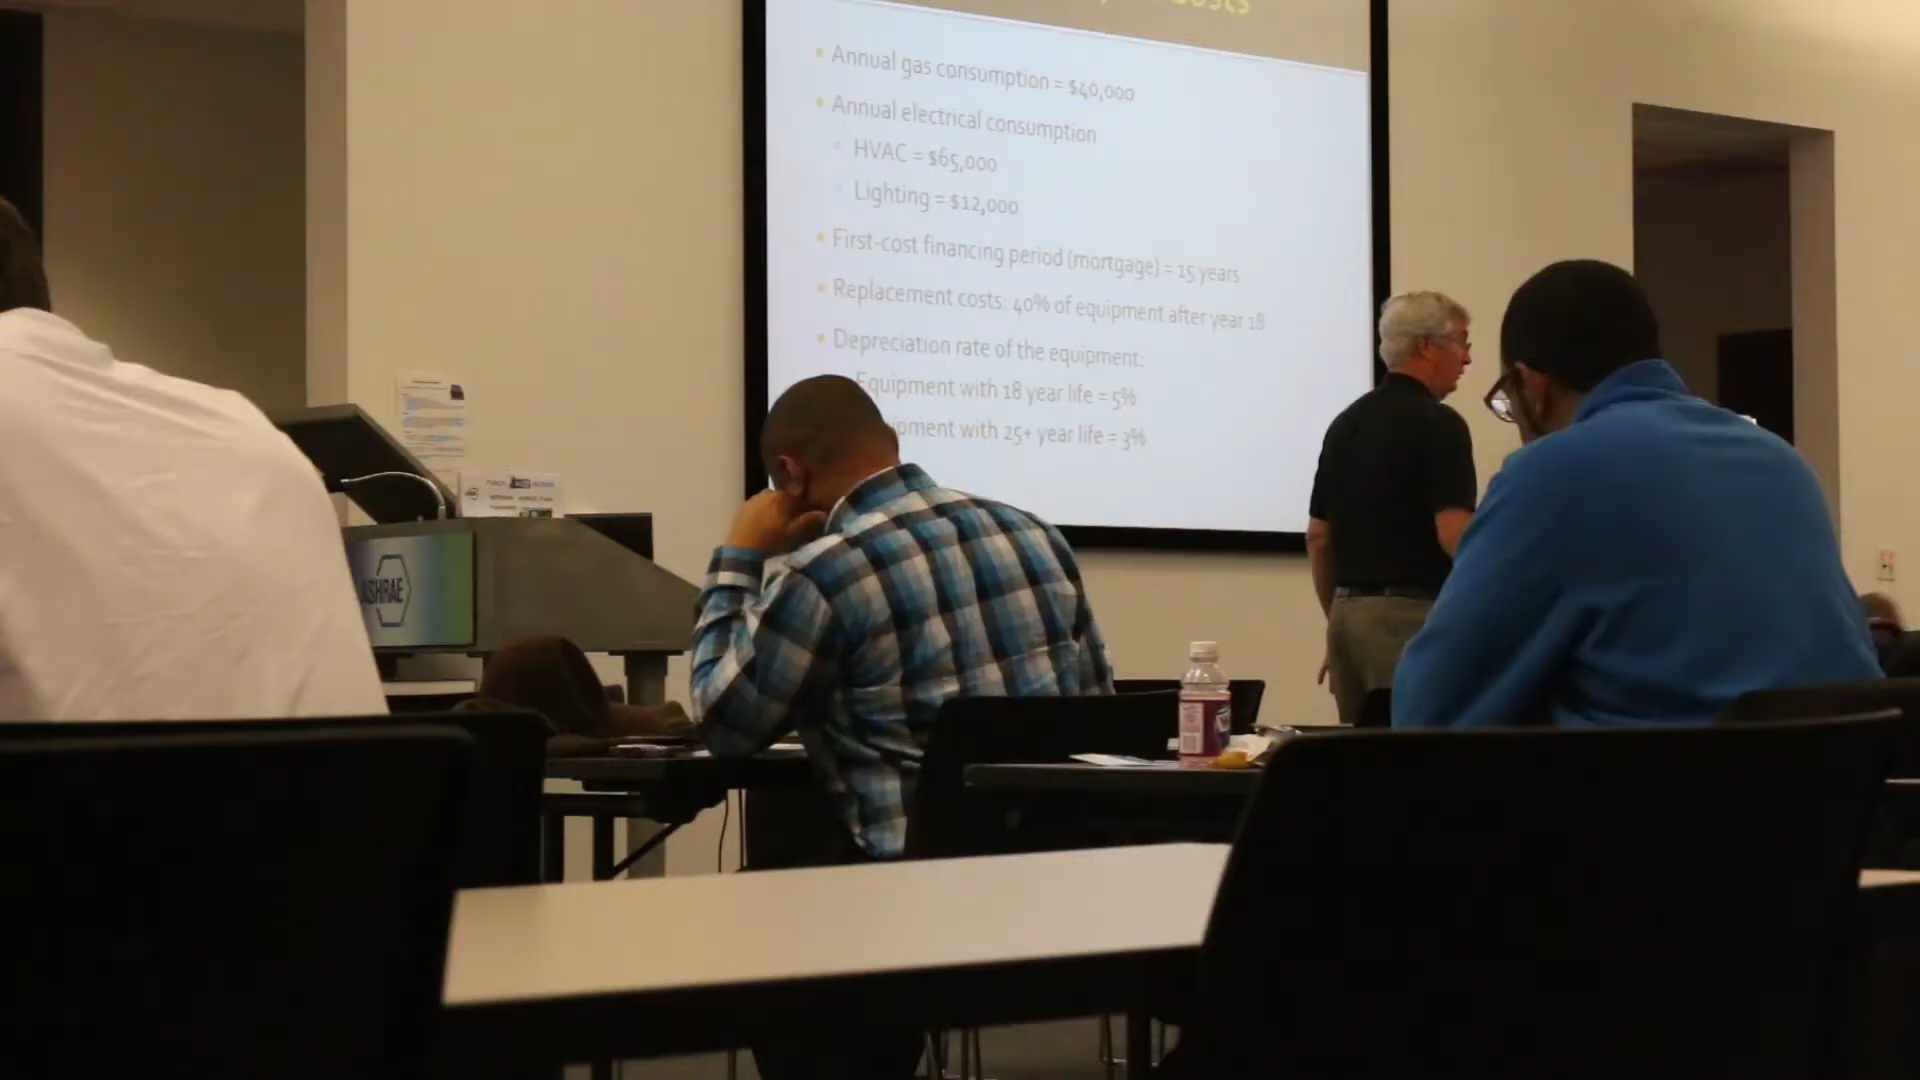 • Annual gas consumption = $40,000
• Annual electrical consumption
• HVAC = $65,000
• Lighting = $12,000
• First-cost financing period (mortgage) = 15 years
• Replacement costs: 40% of equipment after year 18
• Depreciation rate of the equipment:
Equipment with 18 year life = 5%
ipment with 25+ year life = 3%
ASHRAE